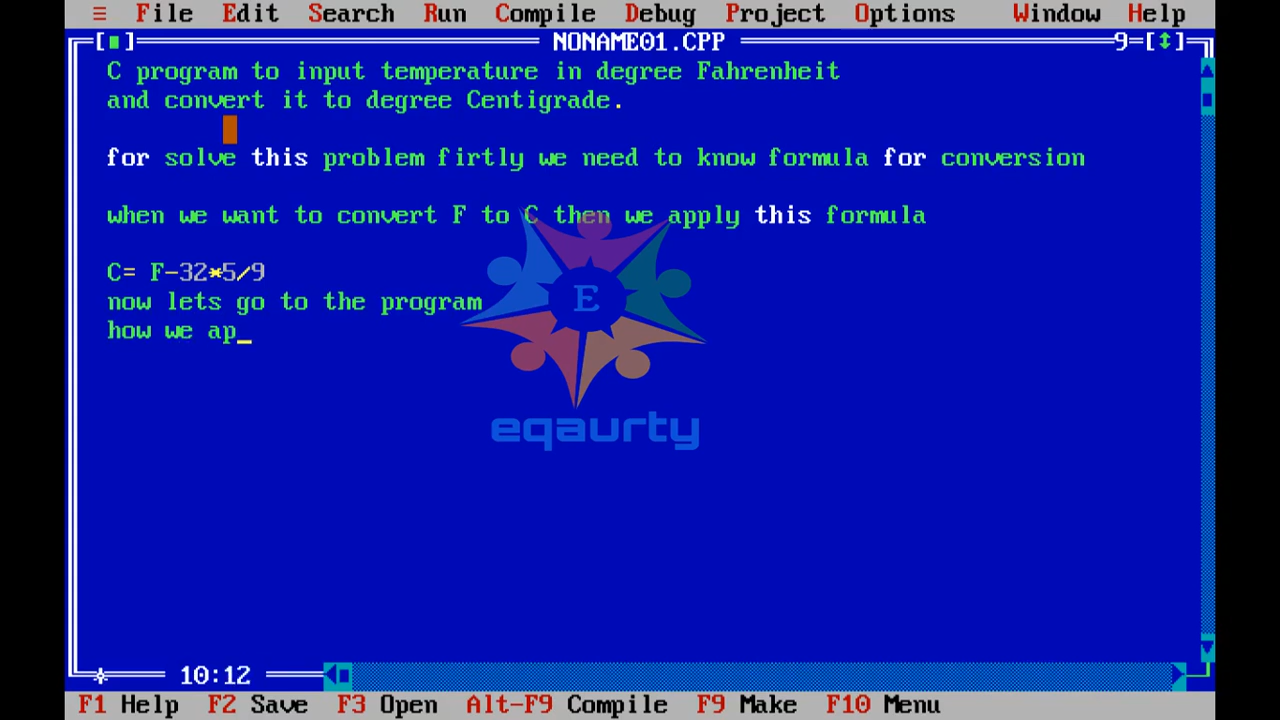 ≡ File Edit Search Run Compile Debug Project Options Window Help
[■] NONAME01.CPP 9=[↕]
C program to input temperature in degree Fahrenheit
and convert it to degree Centigrade.
for solve this problem firtly we need to know formula for conversion
when we want to convert F to C then we apply this formula
C= F-32*5/9
now lets go to the program
how we ap_
E
eqaurty
10:12
F1 Help F2 Save F3 Open Alt-F9 Compile F9 Make F10 Menu